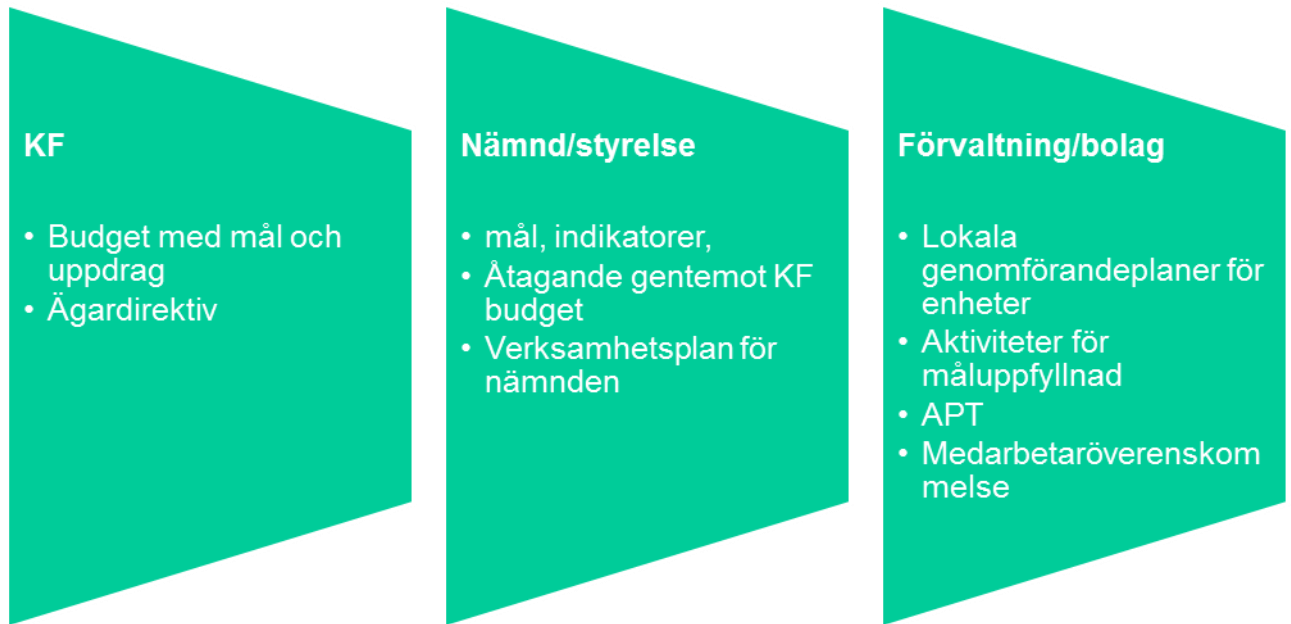 KF
• Budget med mål och
uppdrag
• Ägardirektiv
Nämnd/styrelse
• mål, indikatorer,
• Åtagande gentemot KF
budget
• Verksamhetsplan för
nämnden
Förvaltning/bolag
• Lokala
genomförandeplaner för
enheter
• Aktiviteter för
måluppfyllnad
• APT
• Medarbetaröverenskom
melse